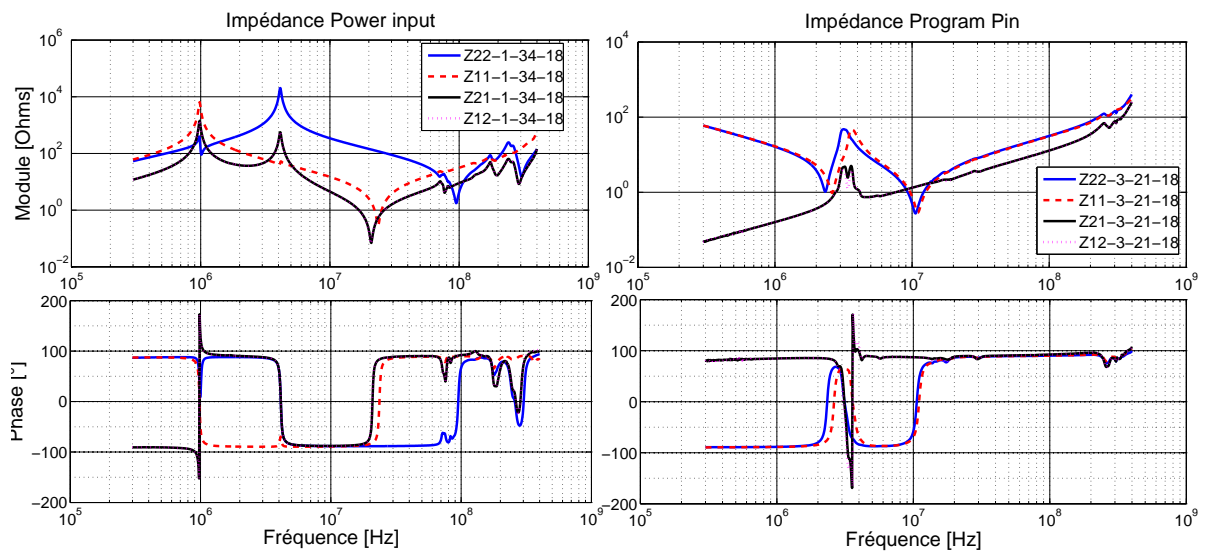 Impédance Power input
Module [Ohms]
10^6
10^4
10^2
10^0
10^-2
Z22-1-34-18
Z11-1-34-18
Z21-1-34-18
Z12-1-34-18
10^5 10^6 10^7 10^8 10^9
Phase [°]
200
100
0
-100
-200
10^5 10^6 10^7 10^8 10^9
Fréquence [Hz]
Impédance Program Pin
10^4
10^2
10^0
10^-2
Z22-3-21-18
Z11-3-21-18
Z21-3-21-18
Z12-3-21-18
10^5 10^6 10^7 10^8 10^9
200
100
0
-100
200
10^5 10^6 10^7 10^8 10^9
Fréquence [Hz]